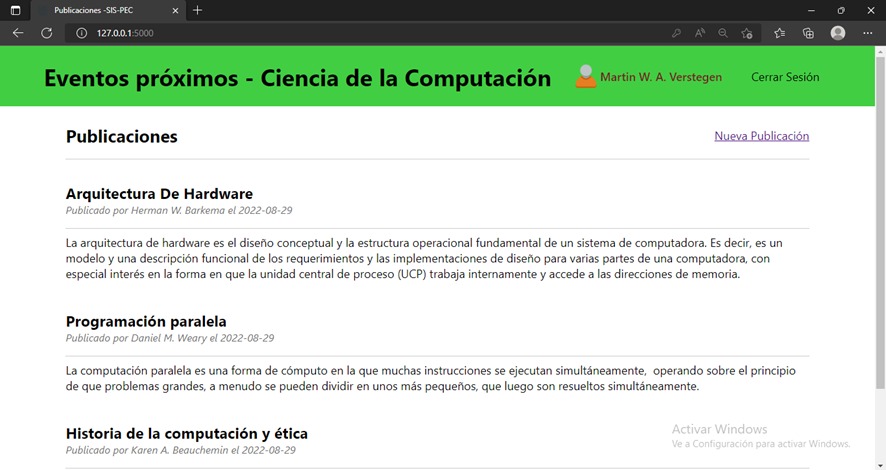 Publicaciones -SIS-PEC
127.0.0.1:5000
Eventos próximos - Ciencia de la Computación
Martin W. A. Verstegen
Cerrar Sesión
Publicaciones
Nueva Publicación
Arquitectura De Hardware
Publicado por Herman W. Barkema el 2022-08-29
La arquitectura de hardware es el diseño conceptual y la estructura operacional fundamental de un sistema de computadora. Es decir, es un
modelo y una descripción funcional de los requerimientos y las implementaciones de diseño para varias partes de una computadora, con
especial interés en la forma en que la unidad central de proceso (UCP) trabaja internamente y accede a las direcciones de memoria.
Programación paralela
Publicado por Daniel M. Weary el 2022-08-29
La computación paralela es una forma de cómputo en la que muchas instrucciones se ejecutan simultáneamente, operando sobre el principio
de que problemas grandes, a menudo se pueden dividir en unos más pequeños, que luego son resueltos simultáneamente.
Historia de la computación y ética
Publicado por Karen A. Beauchemin el 2022-08-29
Activar Windows
Ve a Configuración para activar Windows.